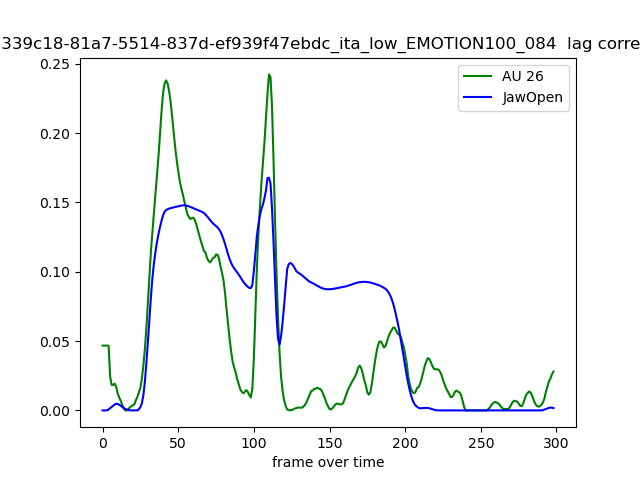 339c18-81a7-5514-837d-ef939f47ebdc_ita_low_EMOTION100_084 lag corre
AU 26
JawOpen
0.25
0.20
0.15
0.10
0.05
0.00
0 50 100 150 200 250 300
frame over time